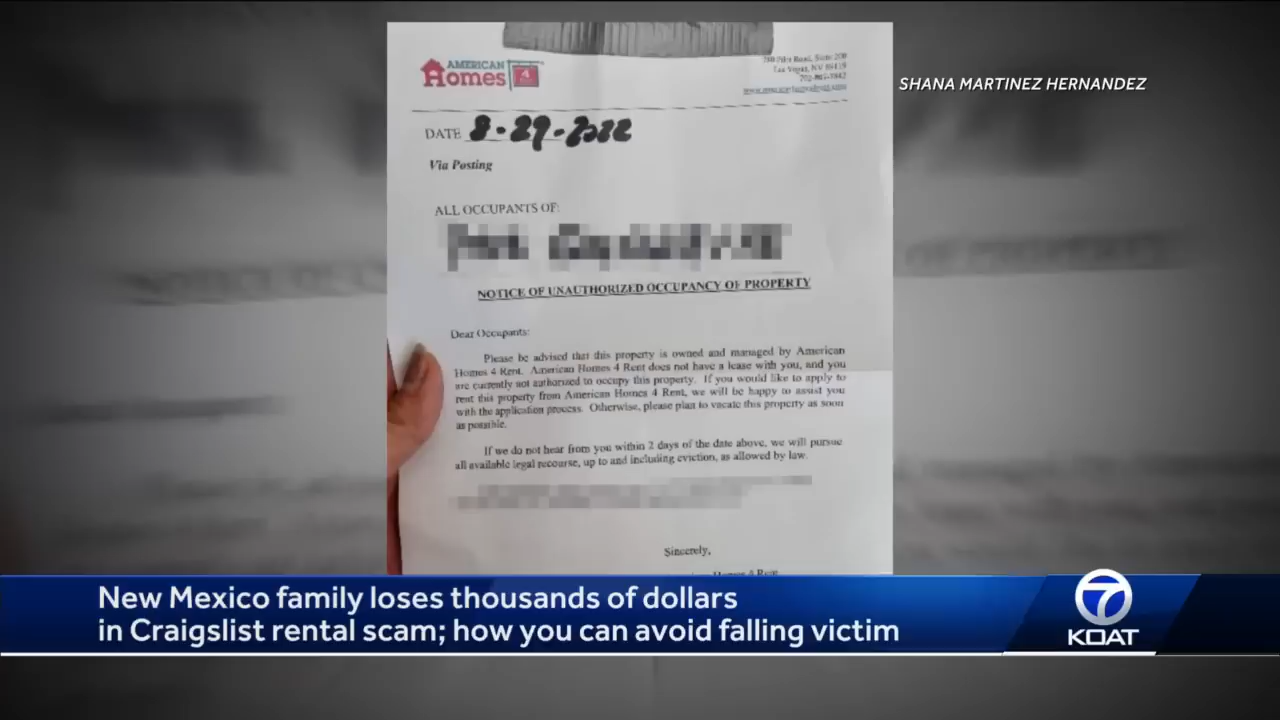 AMERICAN
Homes 4
Las Vegas, NV 89119
SHANA MARTINEZ HERNANDEZ
DATE 8-29-2022
Via Posting
ALL OCCUPANTS OF:
NOTICE OF UNAUTHORIZED OCCUPANCY OF PROPERTY
Dear Occupants:
Please be advised that this property is owned and managed by American
Homes 4 Rent. American Homes 4 Rent does not have a lease with you, and you
are currently not authorized to occupy this property. If you would like to apply to
rent this property from American Homes 4 Rent, we will be happy to assist you
with the application process. Otherwise, please plan to vacate this property as soon
as possible.
If we do not hear from you within 2 days of the date above, we will pursue
all available legal recourse, up to and including eviction, as allowed by law.
Sincerely,
New Mexico family loses thousands of dollars
in Craigslist rental scam; how you can avoid falling victim
7
KOAT